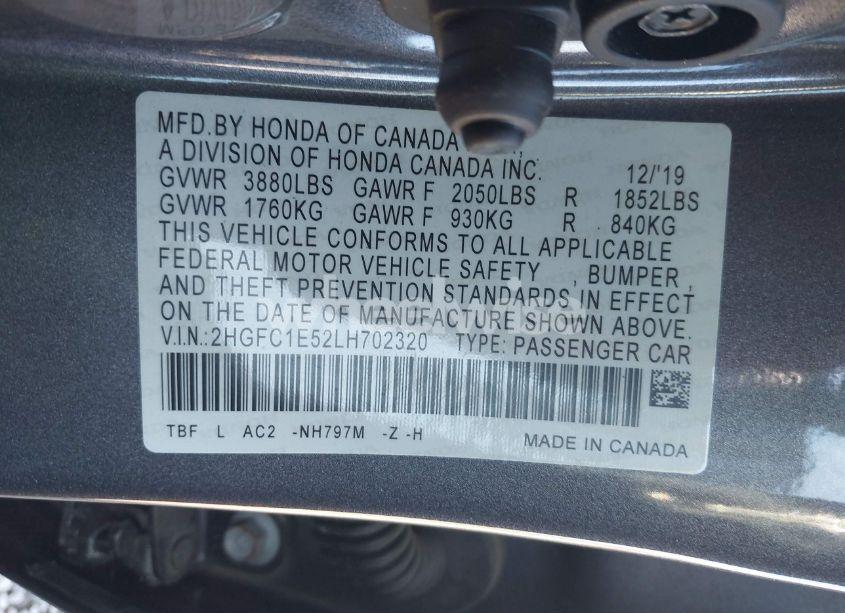 MFD.BY HONDA OF CANADA
A DIVISION OF HONDA CANADA INC. 12/'19
GVWR 3880LBS GAWR F 2050LBS R 1852LBS
GVWR 1760KG GAWR F 930KG R 840KG
THIS VEHICLE CONFORMS TO ALL APPLICABLE
FEDERAL MOTOR VEHICLE SAFETY , BUMPER ,
AND THEFT PREVENTION STANDARDS IN EFFECT
ON THE DATE OF MANUFACTURE SHOWN ABOVE.
V.I.N.:2HGFC1E52LH702320 TYPE: PASSENGER CAR
TBF L AC2 -NH797M -Z -H MADE IN CANADA